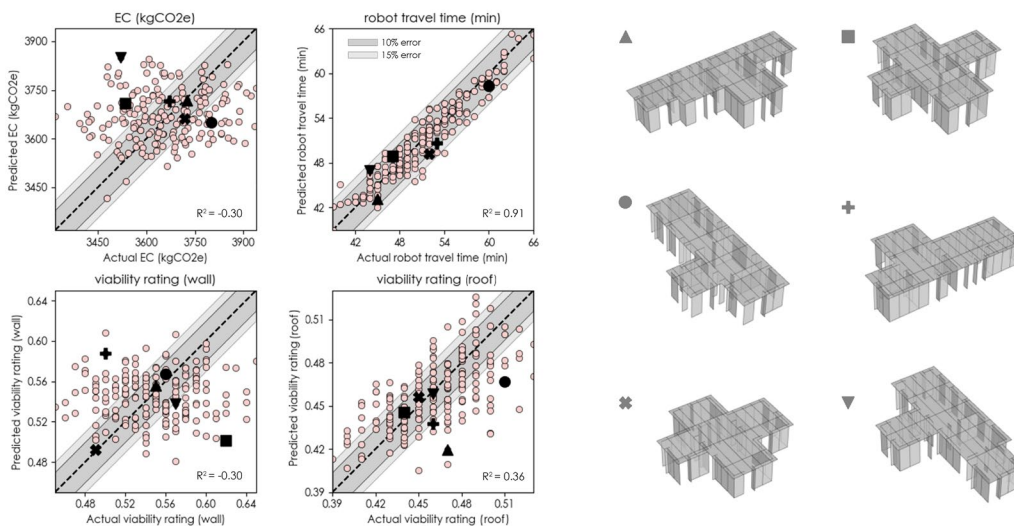 EC (kgCO2e)
3900
3750
3600
3450
Predicted EC (kgCO2e)
R² = -0.30
3450 3600 3750 3900
Actual EC (kgCO2e)
robot travel time (min)
66
60
54
48
42
Predicted robot travel time (min)
10% error
15% error
R² = 0.91
42 48 54 60 66
Actual robot travel time (min)
viability rating (wall)
0.64
0.60
0.56
0.52
0.48
Predicted viability rating (wall)
R² = -0.30
0.48 0.52 0.56 0.60 0.64
Actual viability rating (wall)
viability rating (roof)
0.51
0.48
0.45
0.42
0.39
Predicted viability rating (roof)
R² = 0.36
0.39 0.42 0.45 0.48 0.51
Actual viability rating (roof)